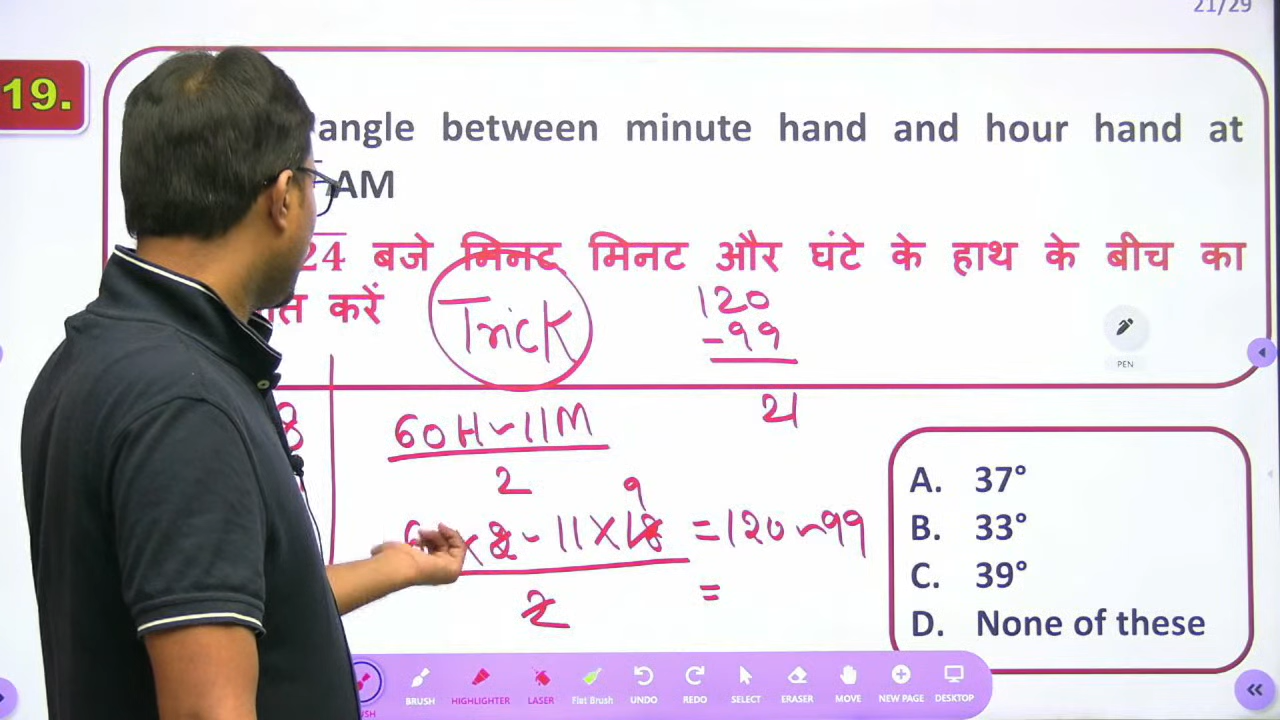 21/29
19.
angle between minute hand and hour hand at
AM
24 बजे मिनट मिनट और घंटे के हाथ के बीच का
करें
Trick
120
-99
21
8
60H~11M
2
9
× 2 - 11 × 18 = 120 ~ 99
2
=
A. 37°
B. 33°
C. 39°
D. None of these
PEN
BRUSH
HIGHLIGHTER
LASER
Flat Brush
UNDO
REDO
SELECT
ERASER
MOVE
NEW PAGE
DESKTOP